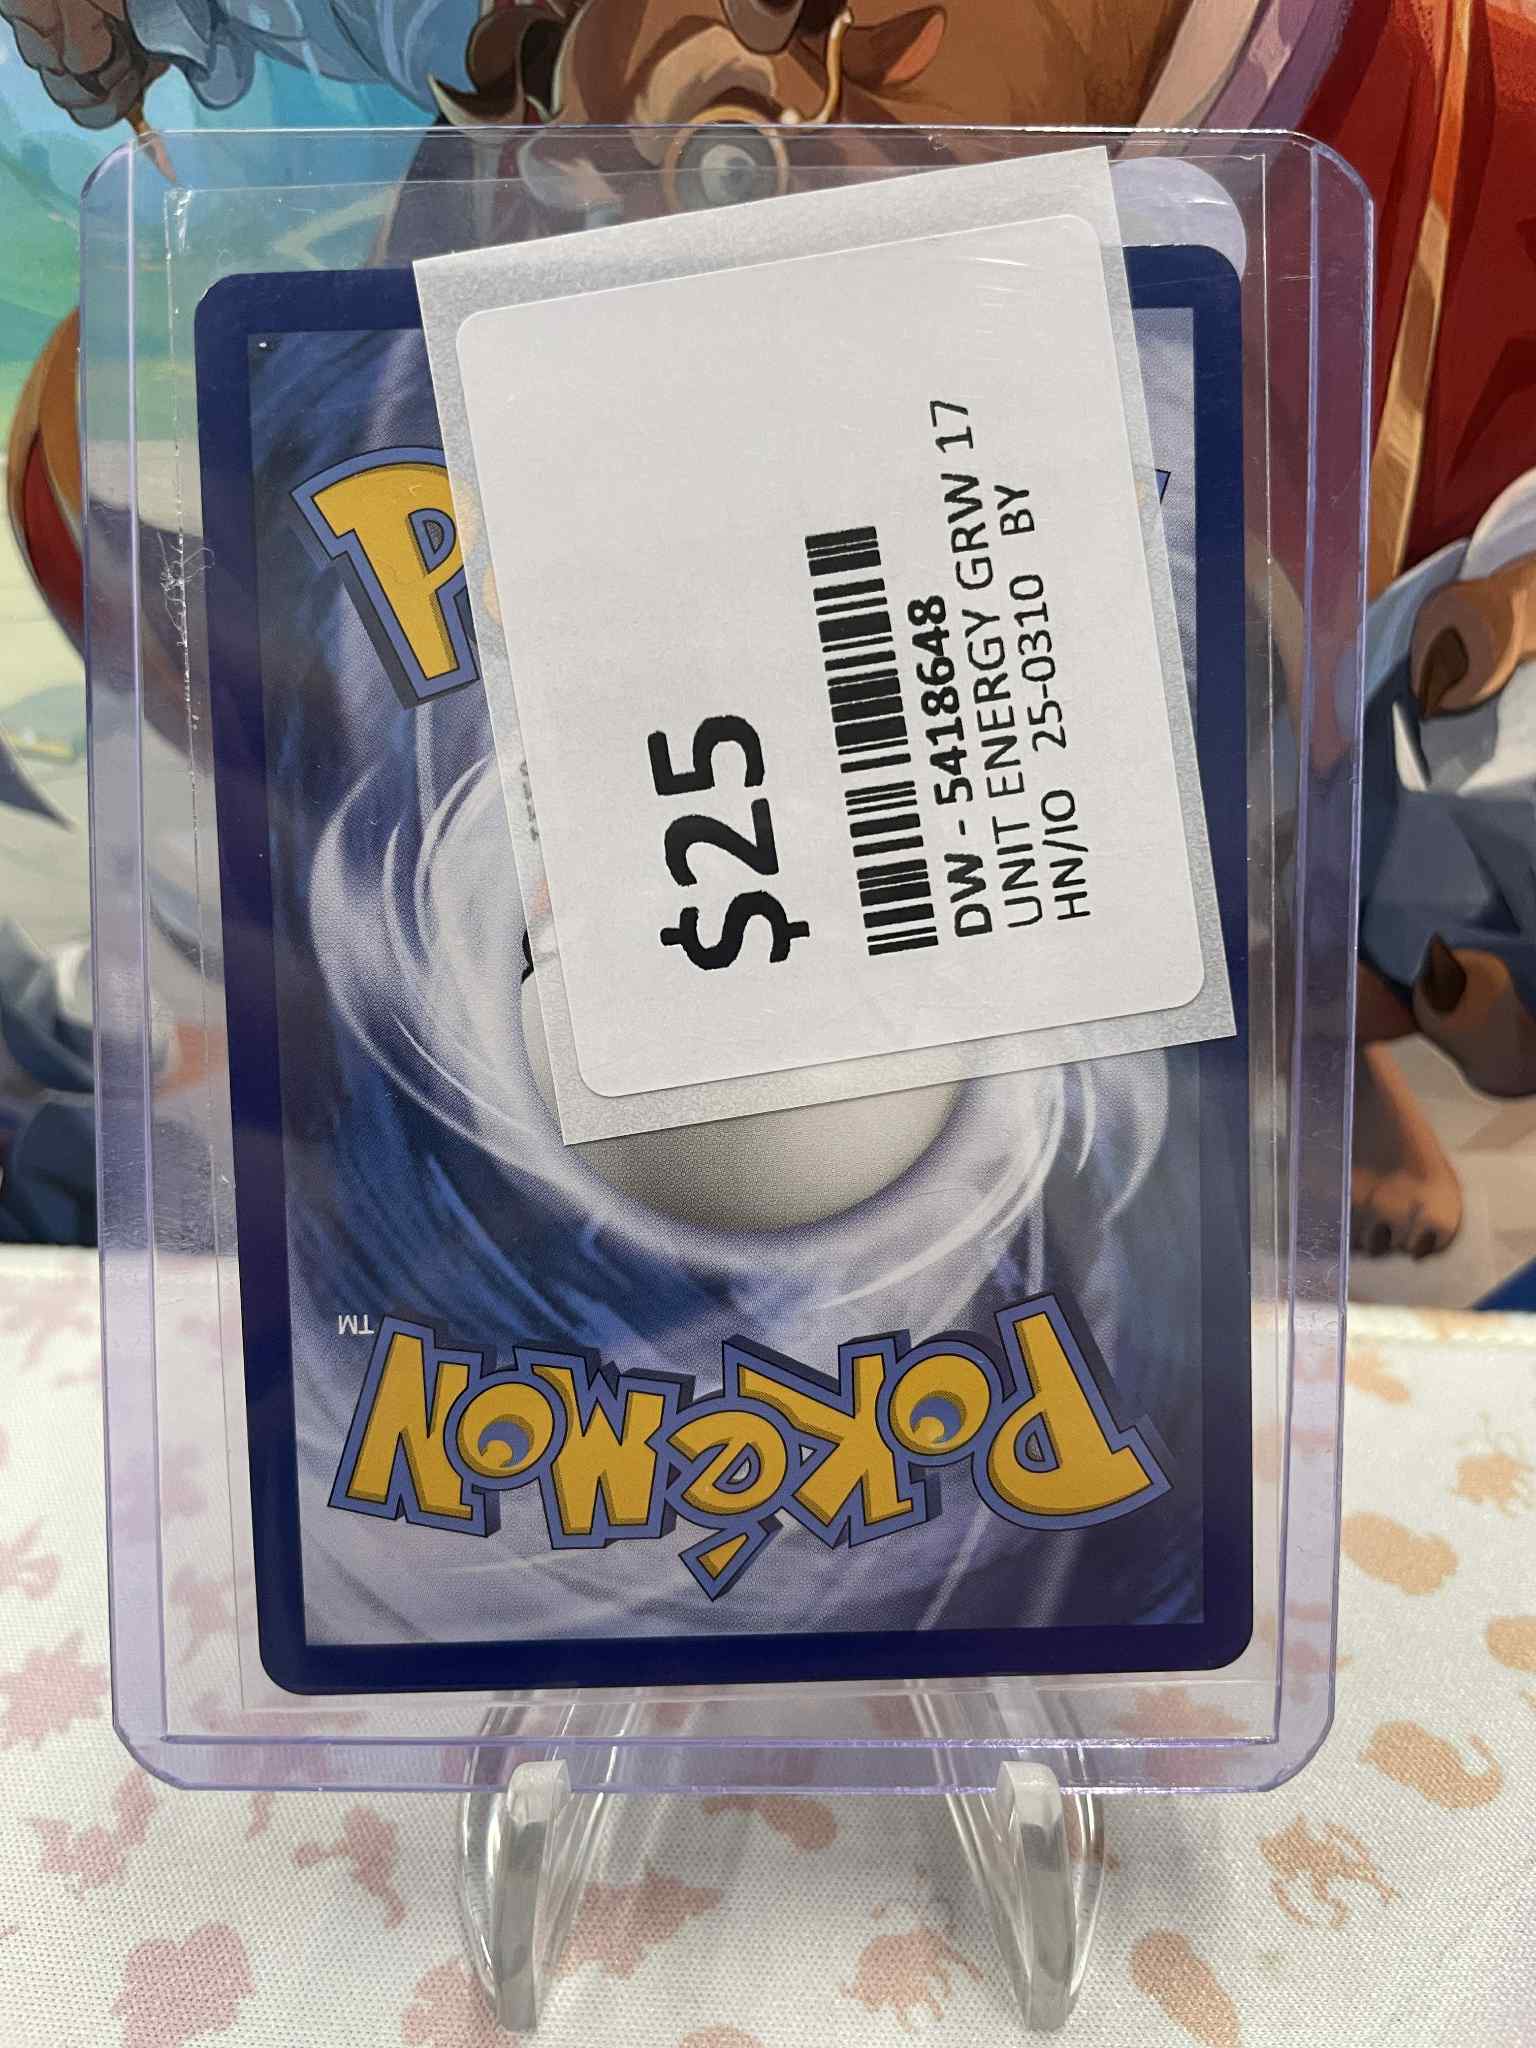 $25
DW - 5418648
UNIT ENERGY GRW 17
HN/IO 25-0310 BY
POKéMON
TM